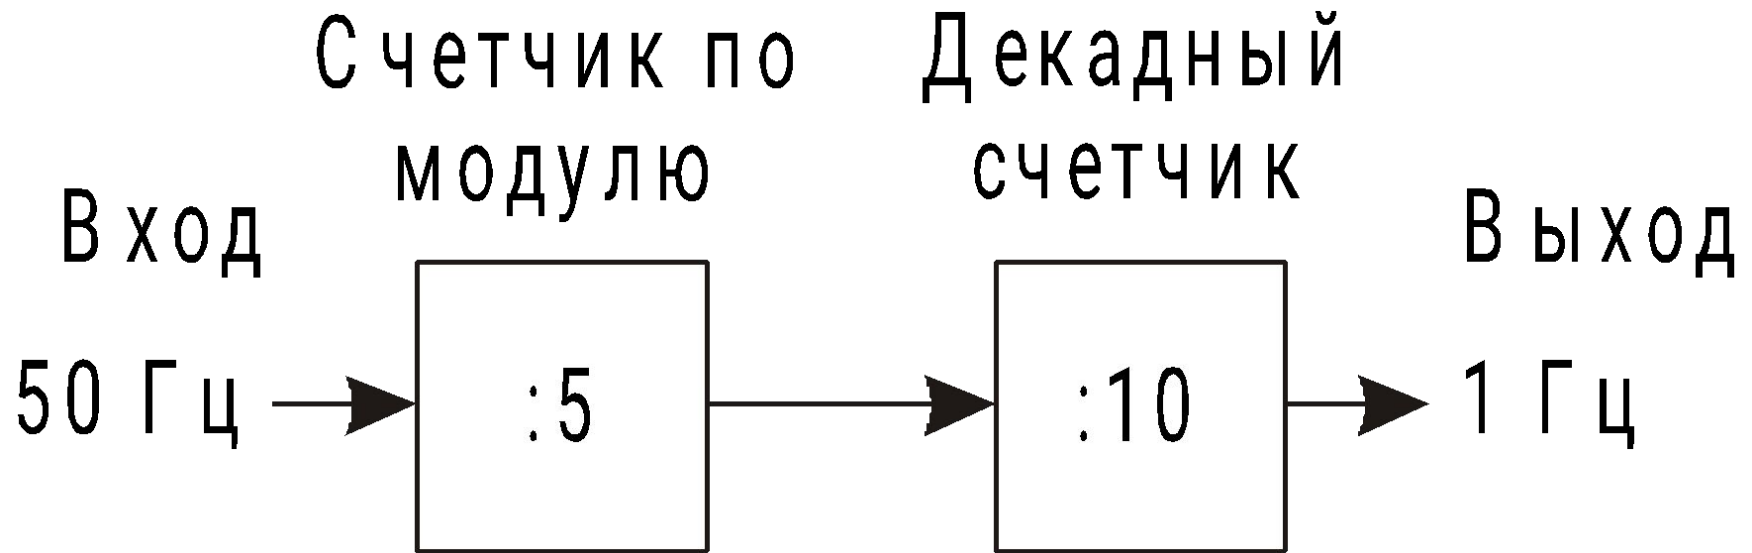 Счетчик по
модулю
Декадный
счетчик
Вход
50 Гц
:5
:10
Выход
1 Гц